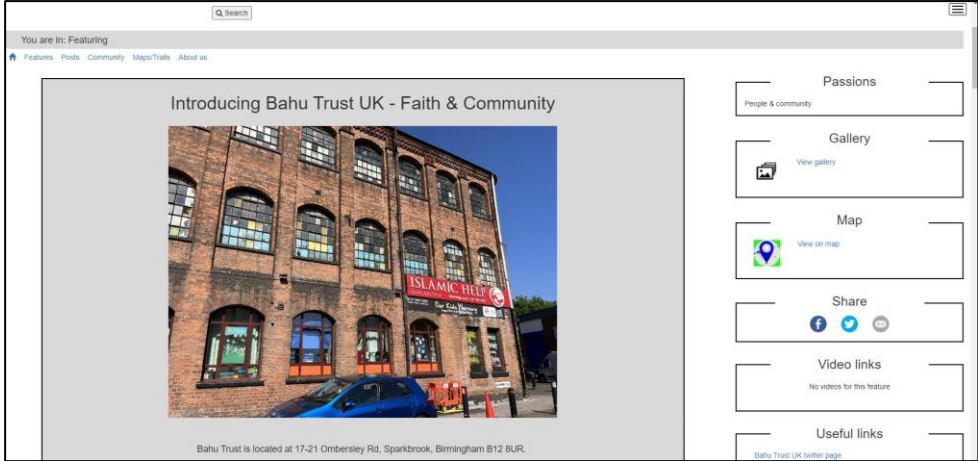 Search
You are in: Featuring
Features Posts Community Maps/Trails About us
Introducing Bahu Trust UK - Faith & Community
ISLAMIC HELP
Our Kids Nursery
Bahu Trust is located at 17-21 Ombersley Rd, Sparkbrook, Birmingham B12 8UR.
Passions
People & community
Gallery
View gallery
Map
View on map
Share
Video links
No videos for this feature
Useful links
Bahu Trust UK twitter page